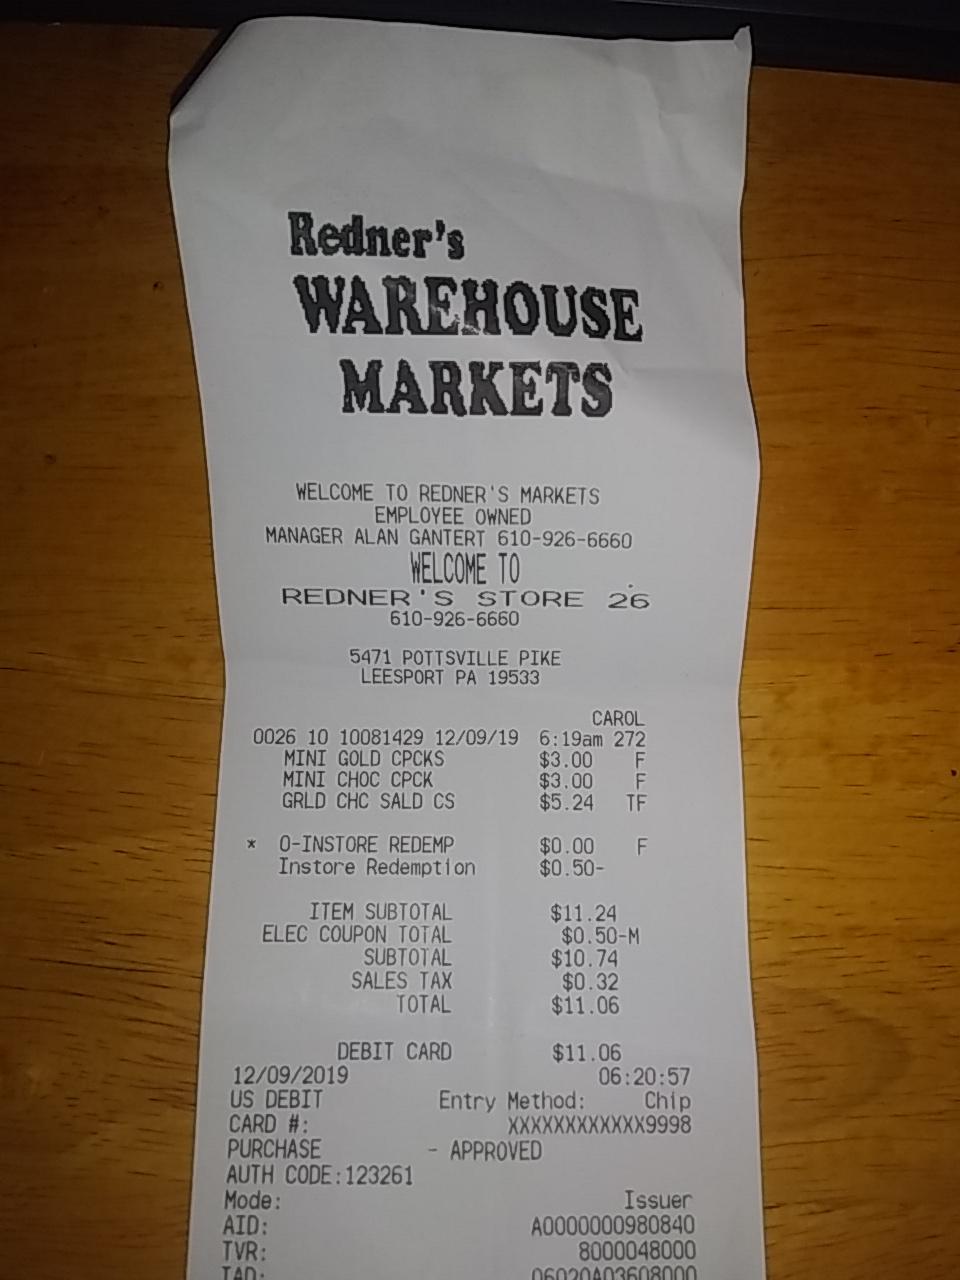 Redner's
WAREHOUSE
MARKETS
WELCOME TO REDNER'S MARKETS
EMPLOYEE OWNED
MANAGER ALAN GANTERT 610-926-6660
WELCOME TO
REDNER'S STORE 26
610-926-6660
5471 POTTSVILLE PIKE
LEESPORT PA 19533
CAROL
0026 10 10081429 12/09/19 6:19am 272
MINI GOLD CPCKS $3.00 F
MINI CHOC CPCK $3.00 F
GRLD CHC SALD CS $5.24 TF
* O-INSTORE REDEMP $0.00 F
Instore Redemption $0.50-
ITEM SUBTOTAL $11.24
ELEC COUPON TOTAL $0.50-M
SUBTOTAL $10.74
SALES TAX $0.32
TOTAL $11.06
DEBIT CARD $11.06
12/09/2019 06:20:57
US DEBIT Entry Method: Chip
CARD #: XXXXXXXXXXXX9998
PURCHASE - APPROVED
AUTH CODE:123261
Mode: Issuer
AID: A0000000980840
TVR: 8000048000
IAD: 06020A03608000